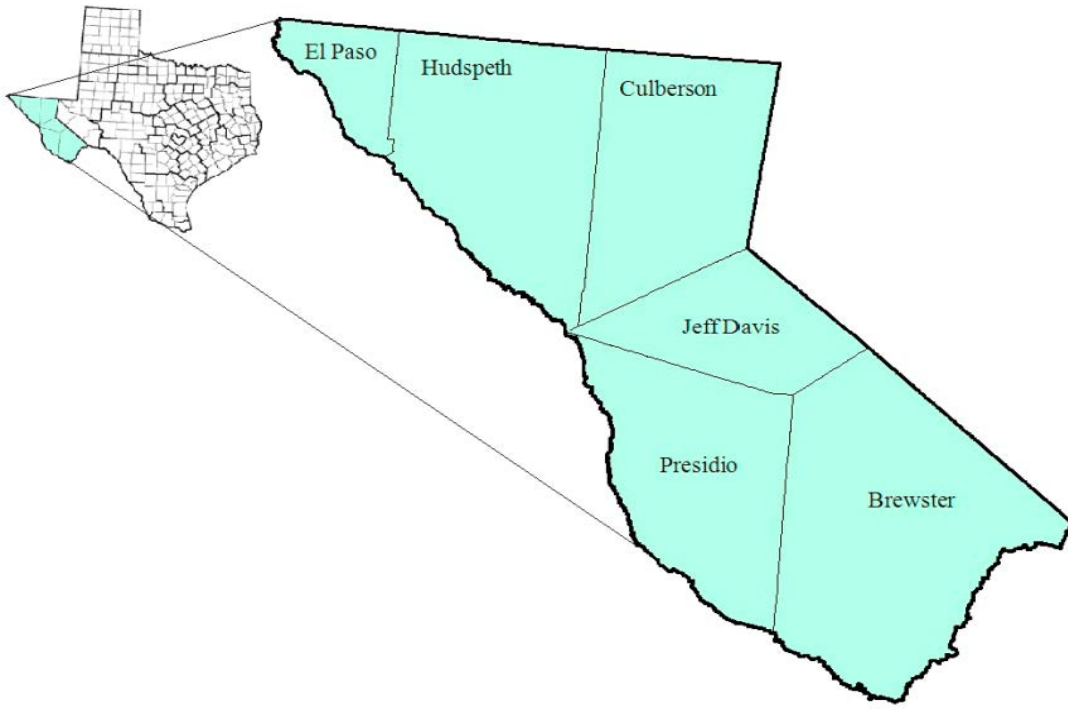 El Paso
Hudspeth
Culberson
Jeff Davis
Presidio
Brewster